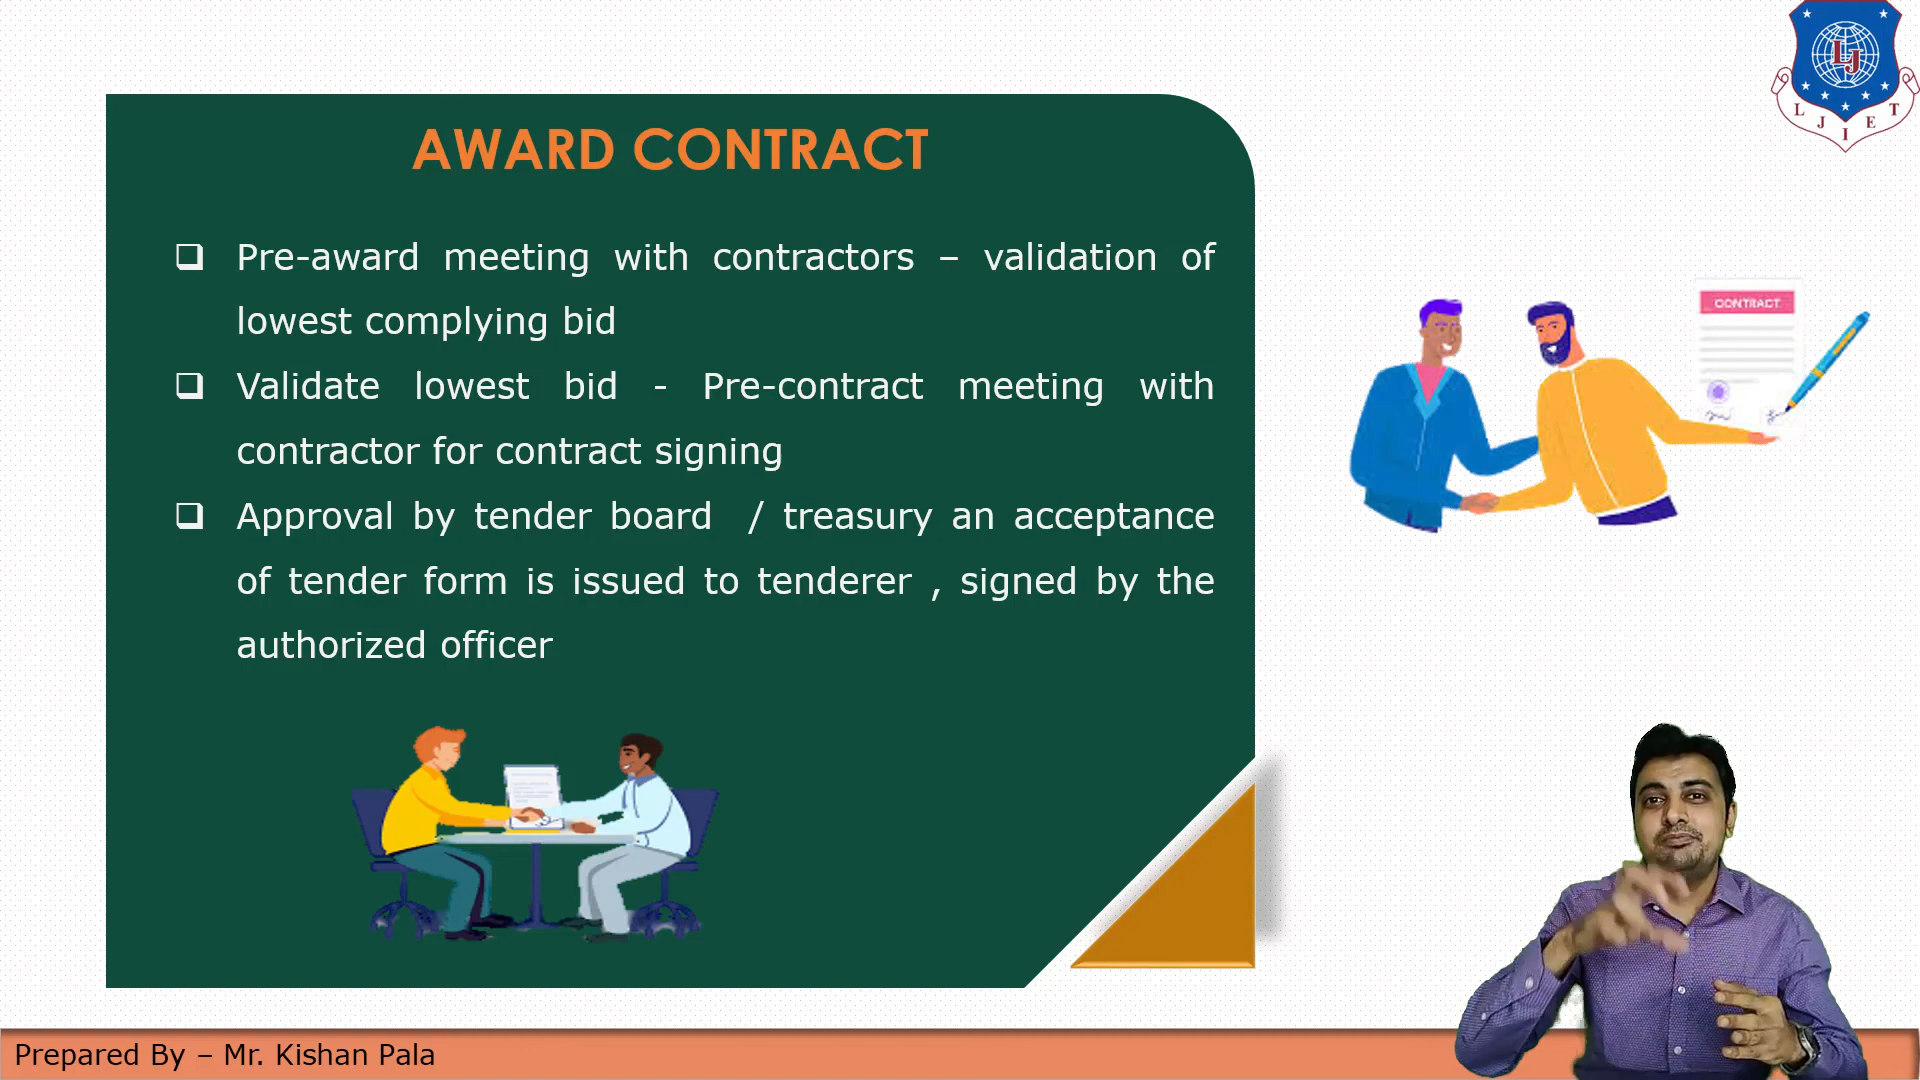 L J I E T
LJ
AWARD CONTRACT
❑ Pre-award meeting with contractors – validation of
lowest complying bid
❑ Validate lowest bid - Pre-contract meeting with
contractor for contract signing
❑ Approval by tender board / treasury an acceptance
of tender form is issued to tenderer , signed by the
authorized officer
CONTRACT
Prepared By – Mr. Kishan Pala